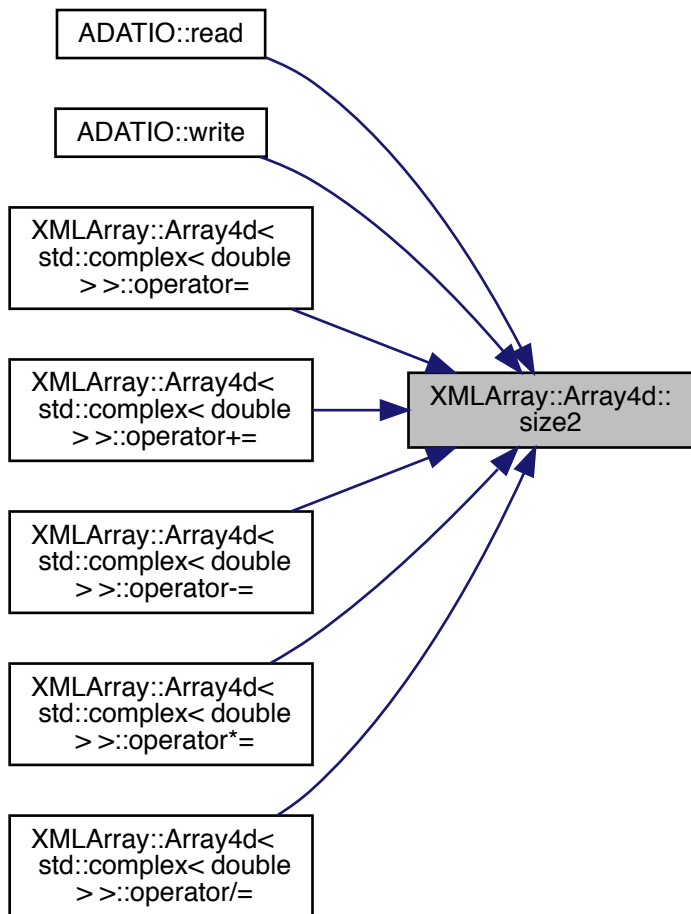 ADATIO::read
ADATIO::write
XMLArray::Array4d<
std::complex< double
> >::operator=
XMLArray::Array4d<
std::complex< double
> >::operator+=
XMLArray::Array4d::
size2
XMLArray::Array4d<
std::complex< double
> >::operator-=
XMLArray::Array4d<
std::complex< double
> >::operator*=
XMLArray::Array4d<
std::complex< double
> >::operator/=